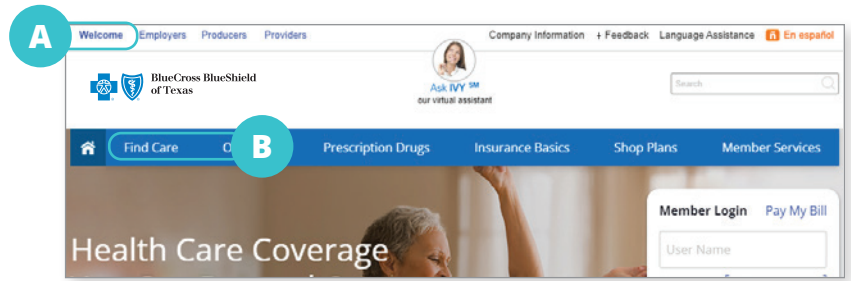 A
Welcome Employers Producers Providers Company Information + Feedback Language Assistance En español
BlueCross BlueShield
of Texas
Ask IVY SM
our virtual assistant
Search
Find Care B Prescription Drugs Insurance Basics Shop Plans Member Services
Member Login Pay My Bill
Health Care Coverage
User Name